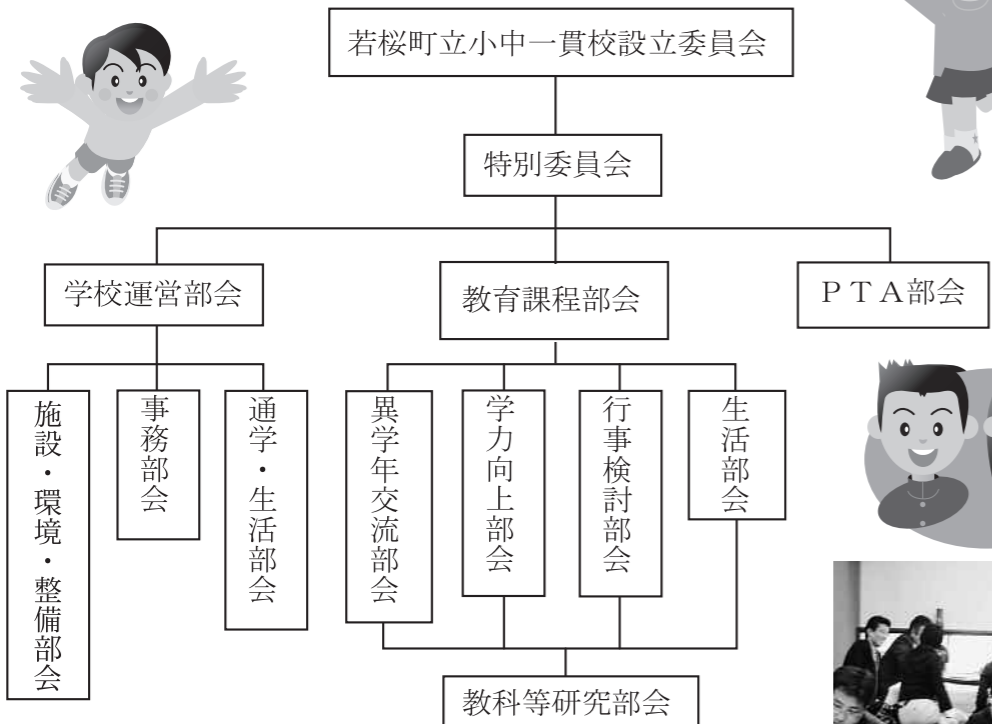 若桜町立小中一貫校設立委員会
特別委員会
学校運営部会
教育課程部会
ＰＴＡ部会
施設・環境・整備部会
事務部会
通学・生活部会
異学年交流部会
学力向上部会
行事検討部会
生活部会
教科等研究部会